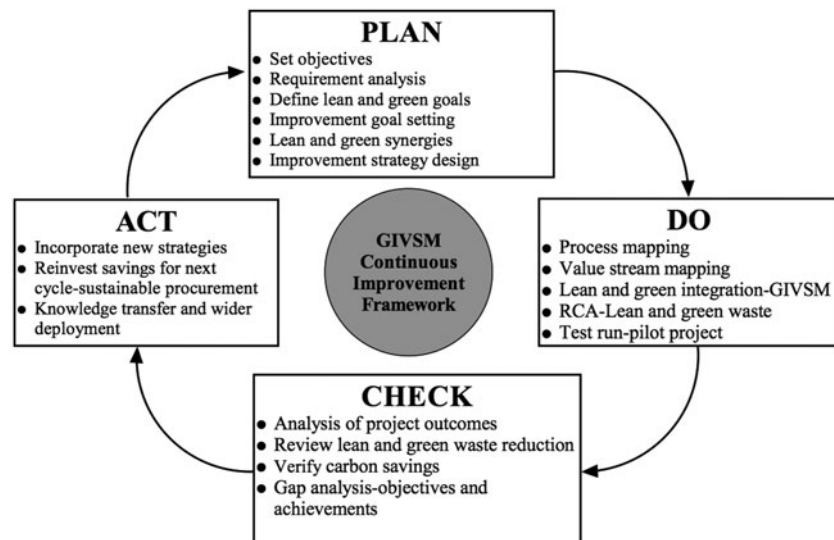 PLAN
● Set objectives
● Requirement analysis
● Define lean and green goals
● Improvement goal setting
● Lean and green synergies
● Improvement strategy design
ACT
● Incorporate new strategies
● Reinvest savings for next
cycle-sustainable procurement
● Knowledge transfer and wider
deployment
GIVSM
Continuous
Improvement
Framework
DO
● Process mapping
● Value stream mapping
● Lean and green integration-GIVSM
● RCA-Lean and green waste
● Test run-pilot project
CHECK
● Analysis of project outcomes
● Review lean and green waste reduction
● Verify carbon savings
● Gap analysis-objectives and
achievements